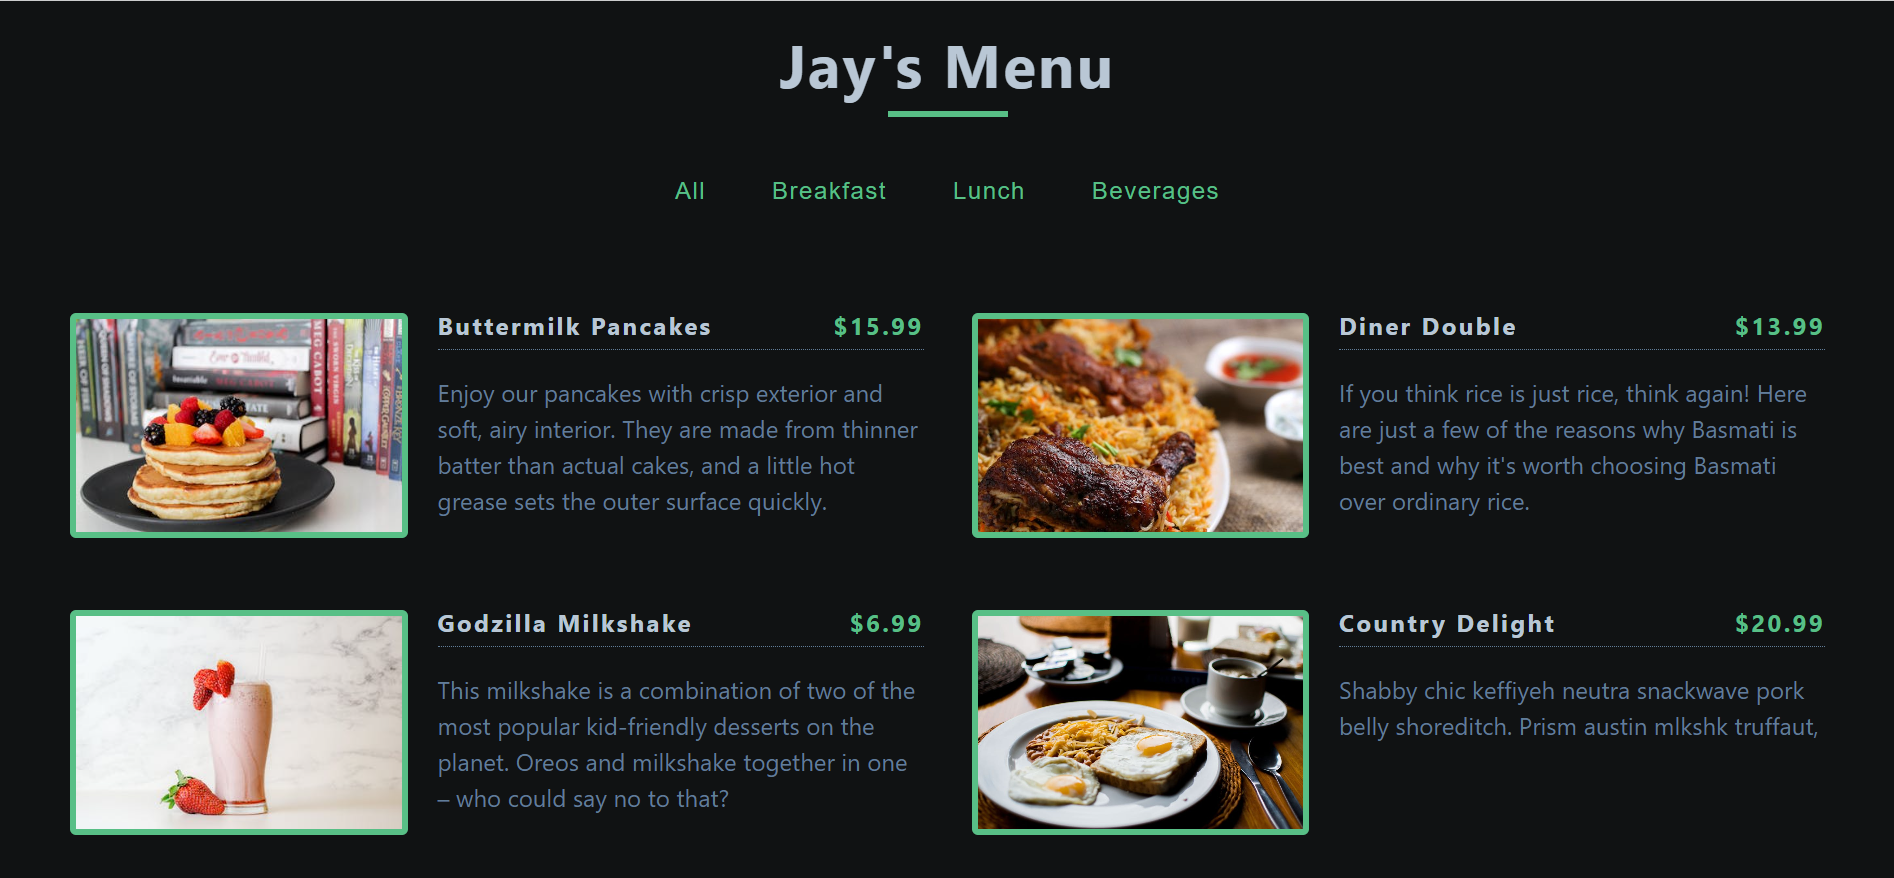 Jay's Menu
All Breakfast Lunch Beverages
Buttermilk Pancakes $15.99
Enjoy our pancakes with crisp exterior and
soft, airy interior. They are made from thinner
batter than actual cakes, and a little hot
grease sets the outer surface quickly.
Diner Double $13.99
If you think rice is just rice, think again! Here
are just a few of the reasons why Basmati is
best and why it's worth choosing Basmati
over ordinary rice.
MEG CABOT
Godzilla Milkshake $6.99
This milkshake is a combination of two of the
most popular kid-friendly desserts on the
planet. Oreos and milkshake together in one
– who could say no to that?
Country Delight $20.99
Shabby chic keffiyeh neutra snackwave pork
belly shoreditch. Prism austin mlkshk truffaut,